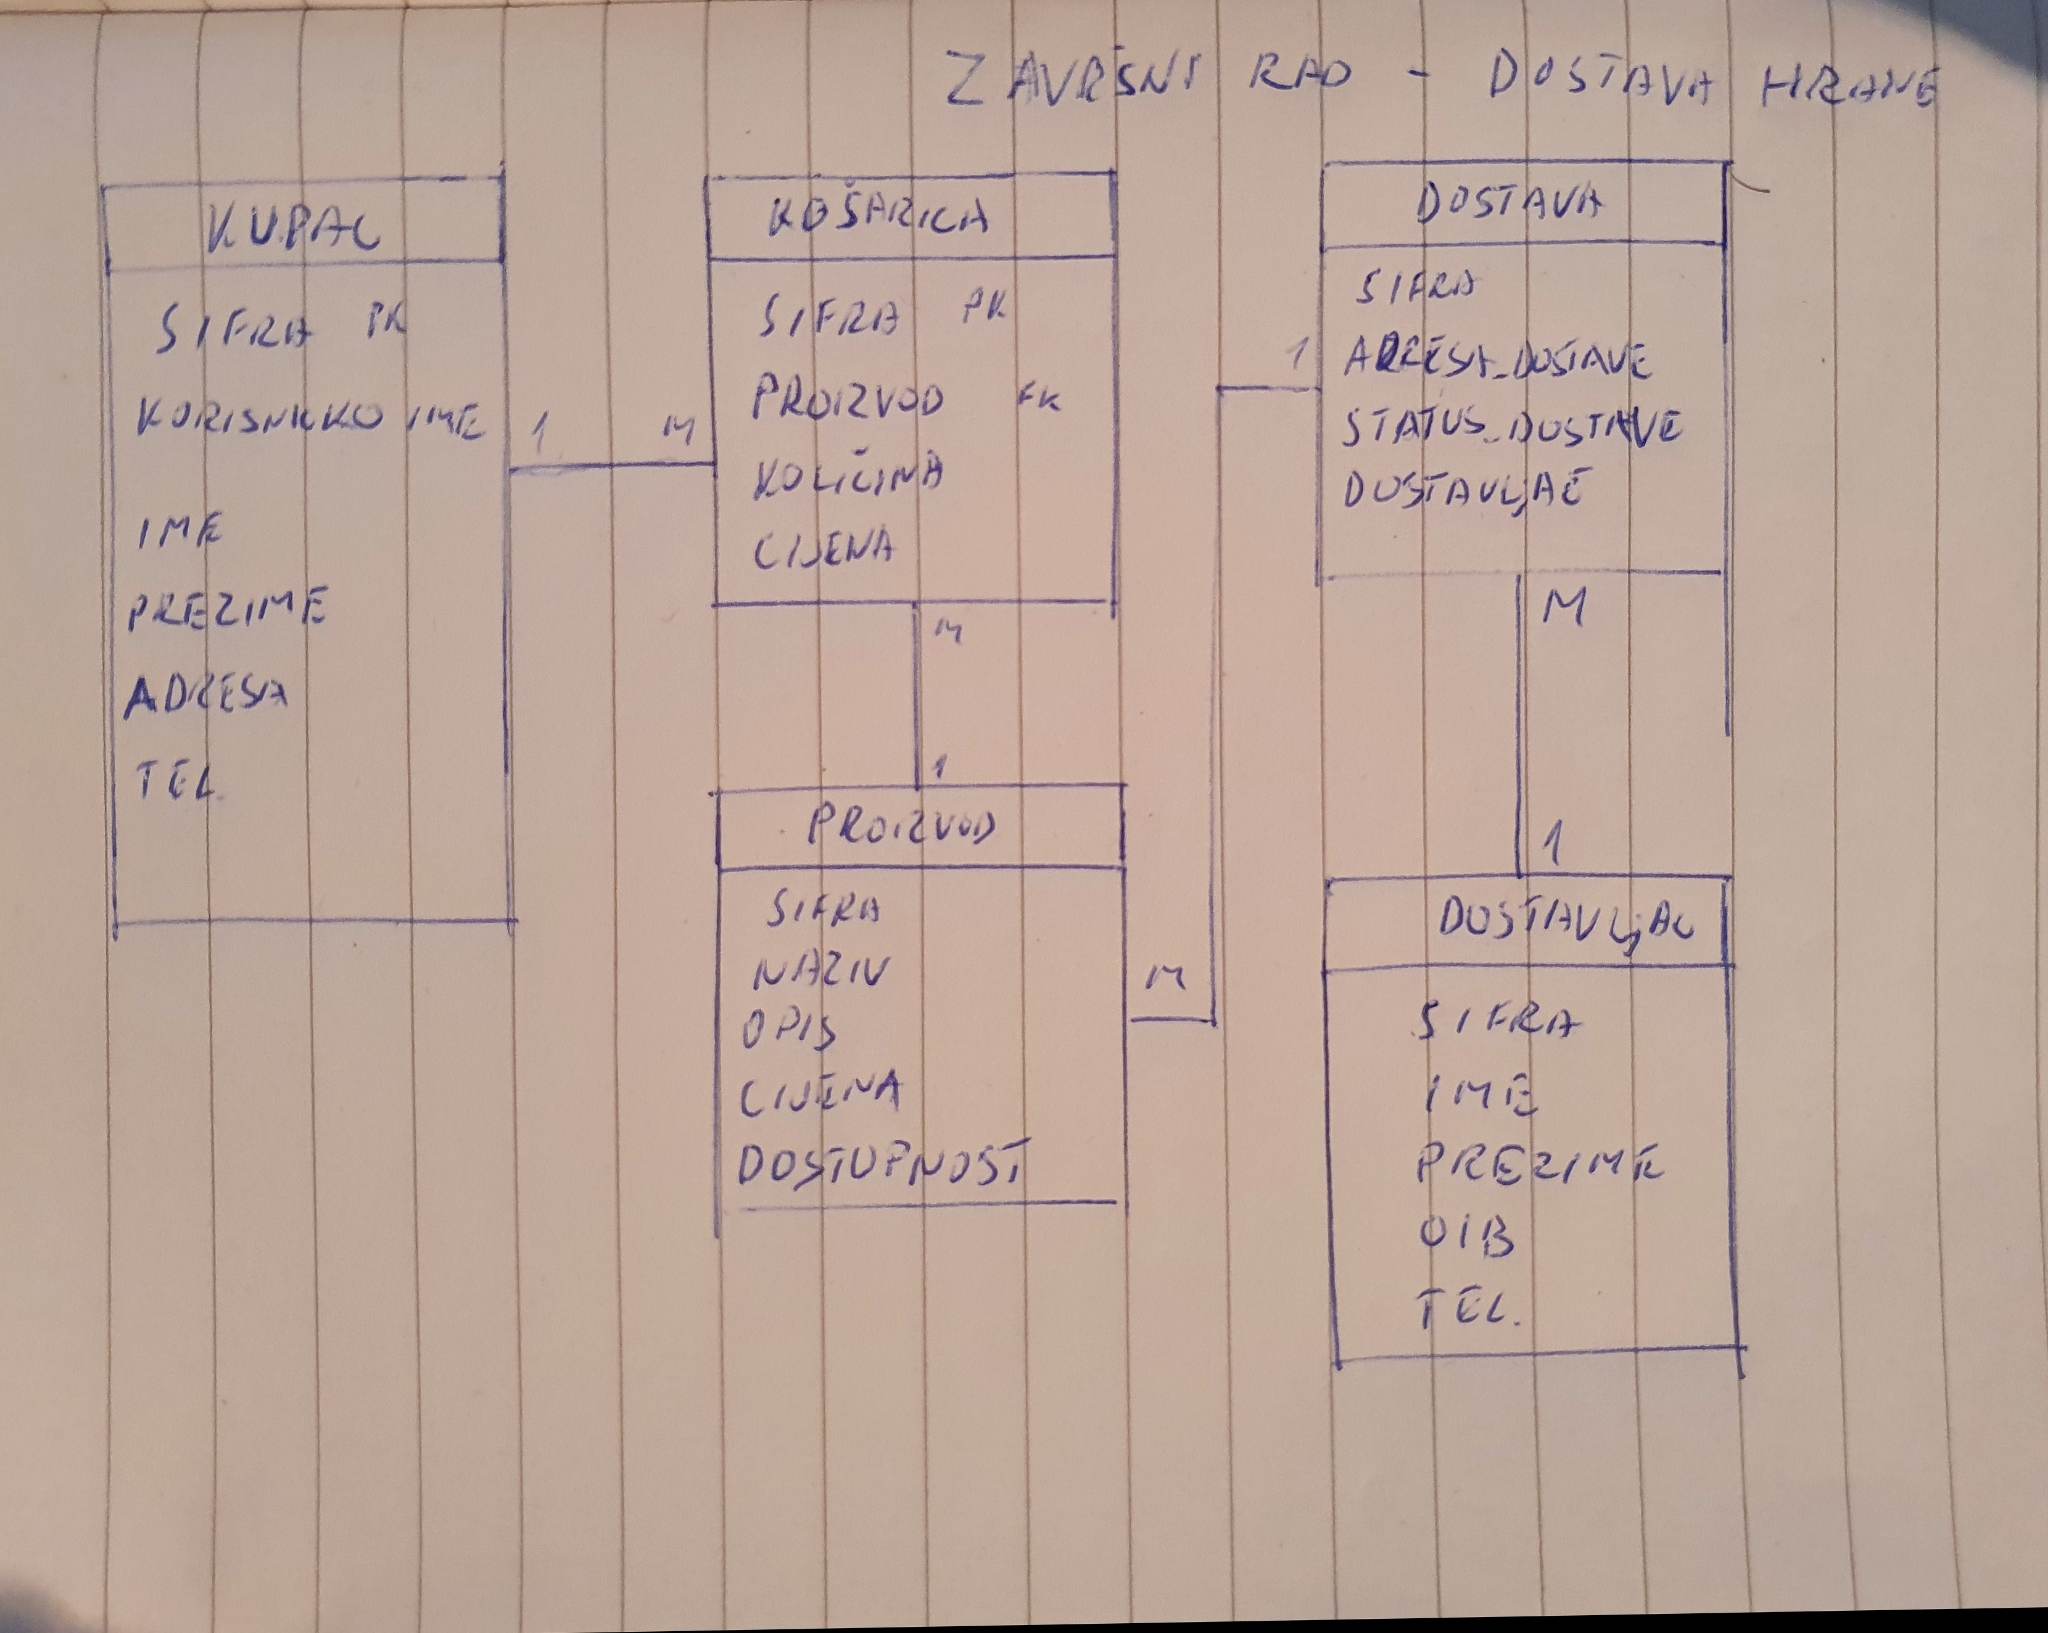 ZAVRŠNI RAD - DOSTAVA HRANE
KUPAC
SIFRA PK
KORISNICKO IME
IME
PREZIME
ADRESA
TEL.
1 M
KOŠARICA
SIFRA PK
PROIZVOD FK
KOLIČINA
CIJENA
M
1
PROIZVOD
SIFRA
NAZIV
OPIS
CIJENA
DOSTUPNOST
M
1
DOSTAVA
SIFRA
ADRESA_DOSTAVE
STATUS_DOSTAVE
DOSTAVLJAČ
M
1
DOSTAVLJAC
SIFRA
IME
PREZIME
OIB
TEL.